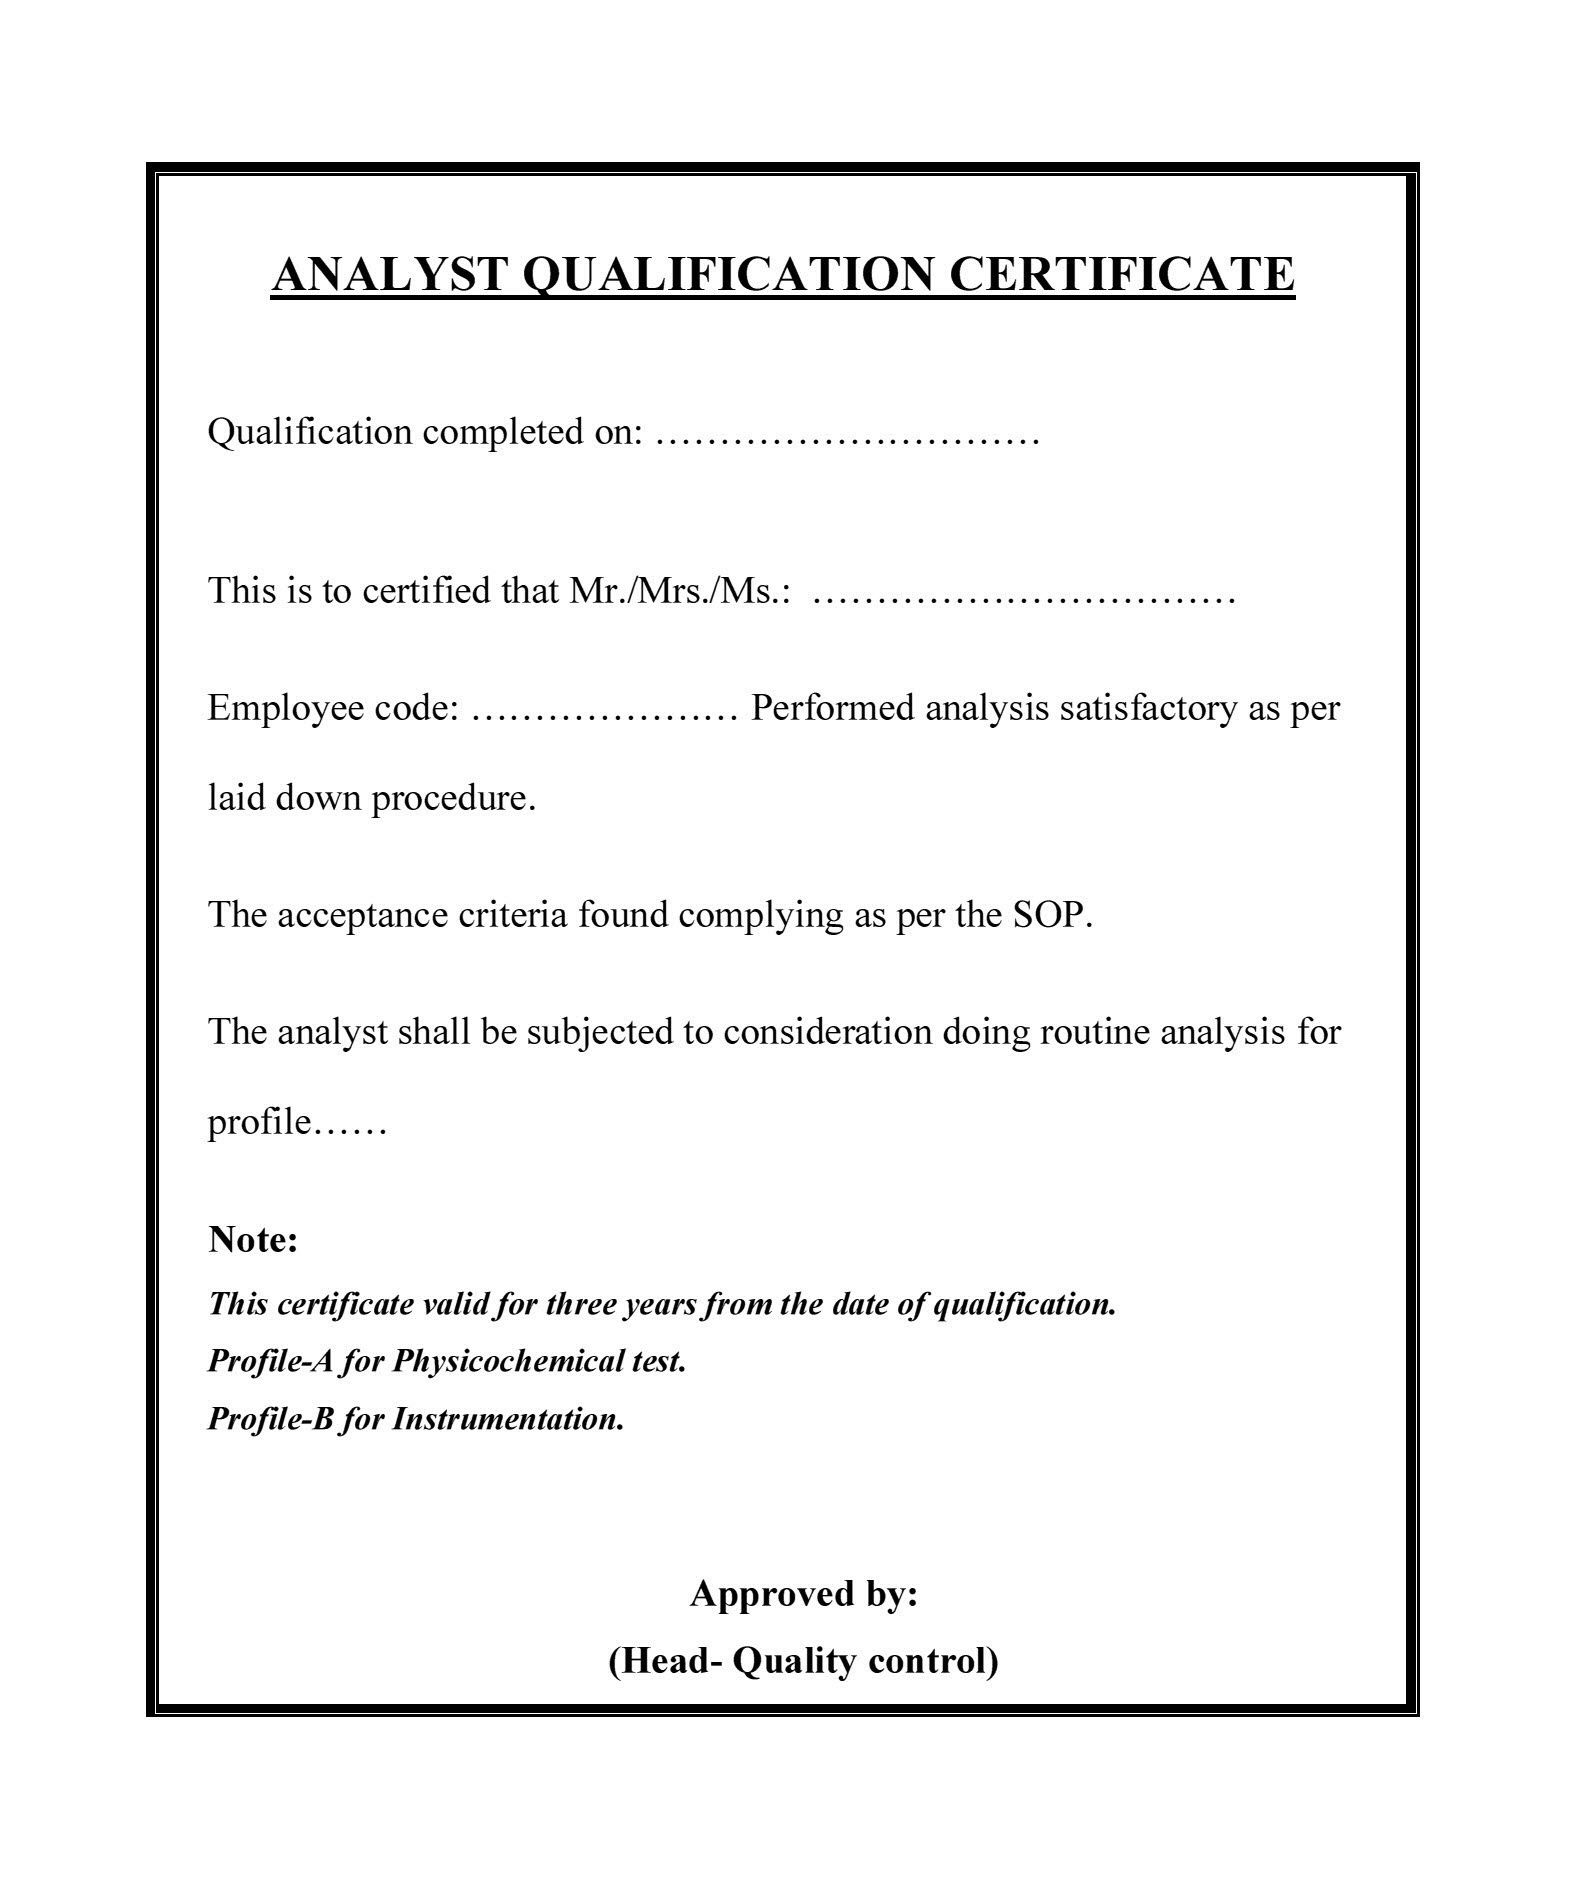 ANALYST QUALIFICATION CERTIFICATE
Qualification completed on: …………………………
This is to certified that Mr./Mrs./Ms.: ……………………………
Employee code: ………………… Performed analysis satisfactory as per
laid down procedure.
The acceptance criteria found complying as per the SOP.
The analyst shall be subjected to consideration doing routine analysis for
profile……
Note:
This certificate valid for three years from the date of qualification.
Profile-A for Physicochemical test.
Profile-B for Instrumentation.
Approved by:
(Head- Quality control)